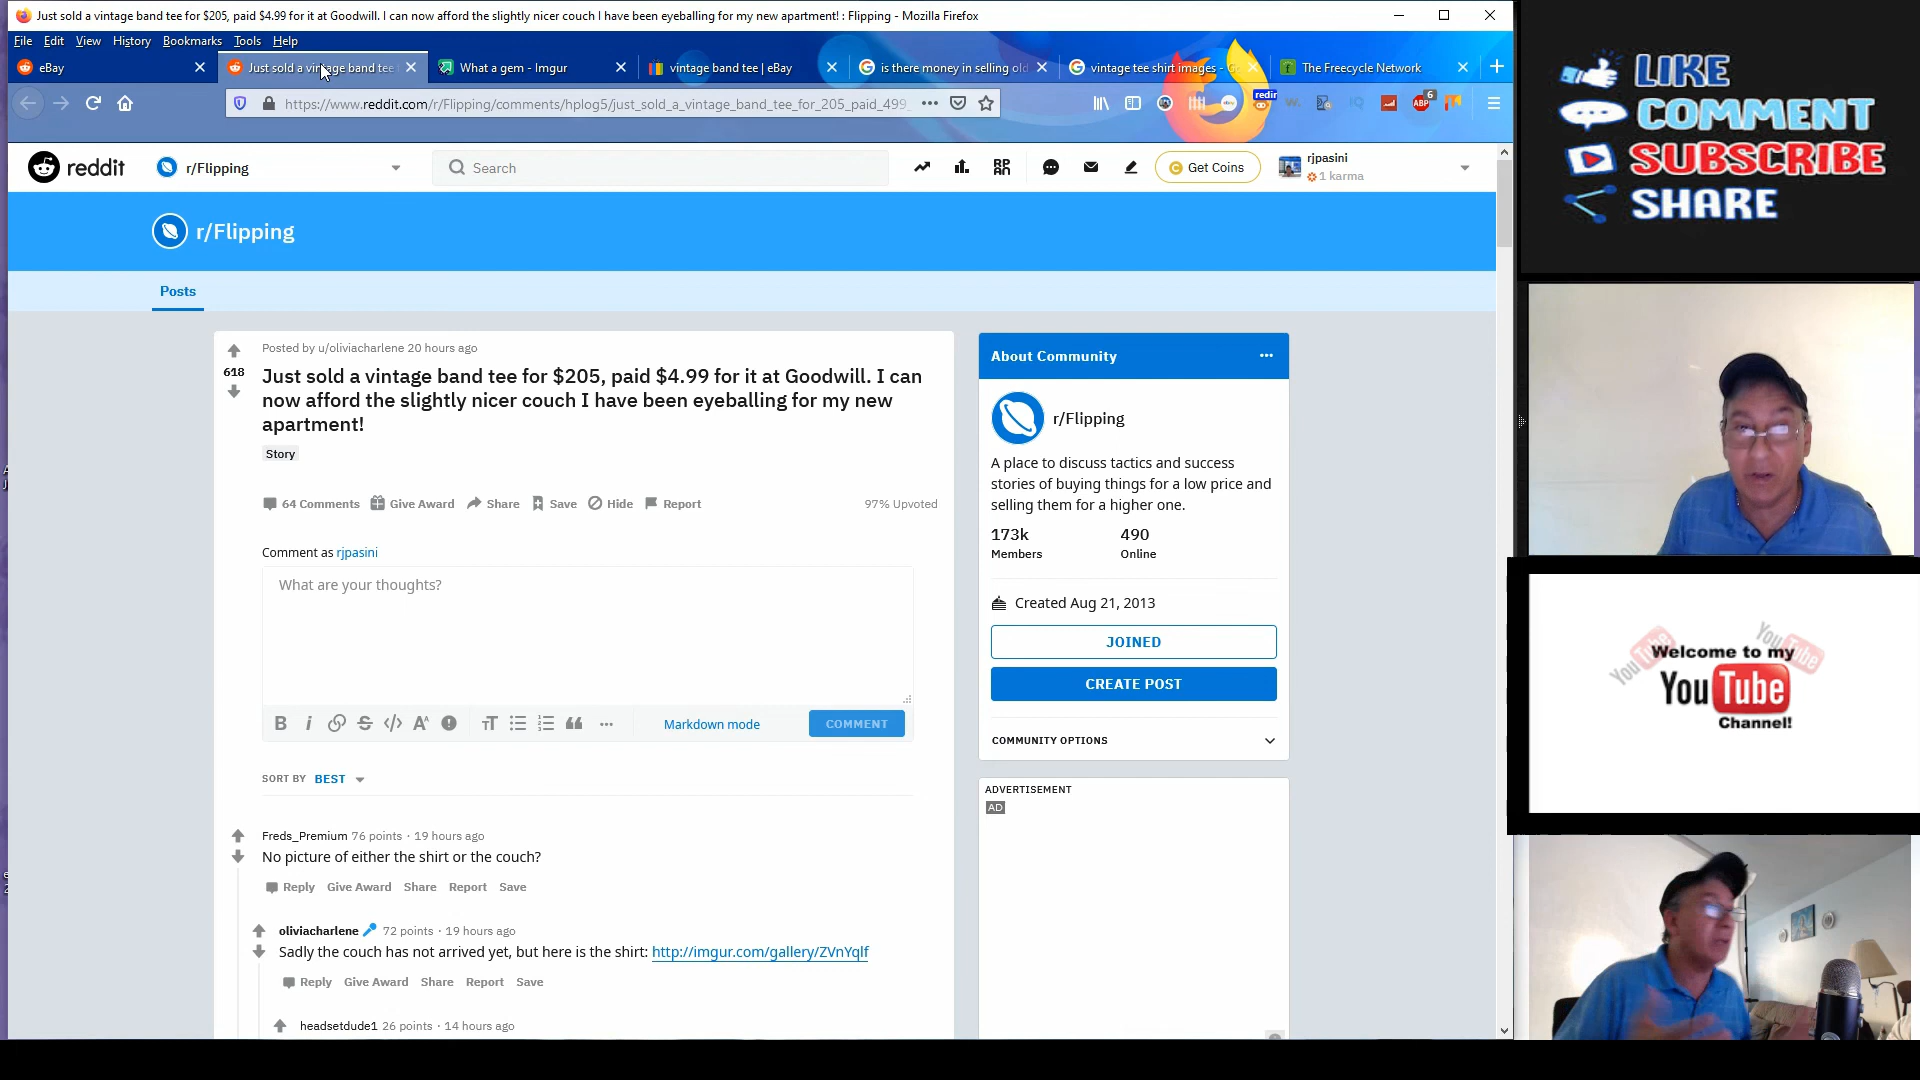 Just sold a vintage band tee for $205, paid $4.99 for it at Goodwill. I can now afford the slightly nicer couch I have been eyeballing for my new apartment! : Flipping - Mozilla Firefox
File Edit View History Bookmarks Tools Help
eBay
Just sold a vintage band tee
What a gem - Imgur
vintage band tee | eBay
is there money in selling old
vintage tee shirt images -
The Freecycle Network
https://www.reddit.com/r/Flipping/comments/hplog5/just_sold_a_vintage_band_tee_for_205_paid_499_
redir
ABP
6
reddit
r/Flipping
Search
Get Coins
rjpasini
1 karma
r/Flipping
Posts
Posted by u/oliviacharlene 20 hours ago
618
Just sold a vintage band tee for $205, paid $4.99 for it at Goodwill. I can
now afford the slightly nicer couch I have been eyeballing for my new
apartment!
Story
64 Comments Give Award Share Save Hide Report 97% Upvoted
Comment as rjpasini
What are your thoughts?
Markdown mode
COMMENT
SORT BY BEST
Freds_Premium 76 points · 19 hours ago
No picture of either the shirt or the couch?
Reply Give Award Share Report Save
oliviacharlene 72 points · 19 hours ago
Sadly the couch has not arrived yet, but here is the shirt: http://imgur.com/gallery/ZVnYqlf
Reply Give Award Share Report Save
headsetdude1 26 points · 14 hours ago
About Community
r/Flipping
A place to discuss tactics and success
stories of buying things for a low price and
selling them for a higher one.
173k 490
Members Online
Created Aug 21, 2013
JOINED
CREATE POST
COMMUNITY OPTIONS
ADVERTISEMENT
AD
LIKE
COMMENT
SUBSCRIBE
SHARE
YouTube
YouTube
Welcome to my
YouTube
Channel!